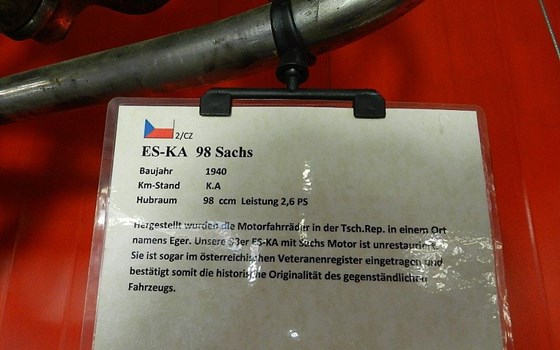 2/CZ
ES-KA 98 Sachs
Baujahr 1940
Km-Stand K.A
Hubraum 98 ccm Leistung 2,6 PS
Hergestellt wurden die Motorfahrräder in der Tsch.Rep. in einem Ort
namens Eger. Unsere 98er ES-KA mit Sachs Motor ist unrestauriert.
Sie ist sogar im österreichischen Veteranenregister eingetragen und
bestätigt somit die historische Originalität des gegenständlichen
Fahrzeugs.